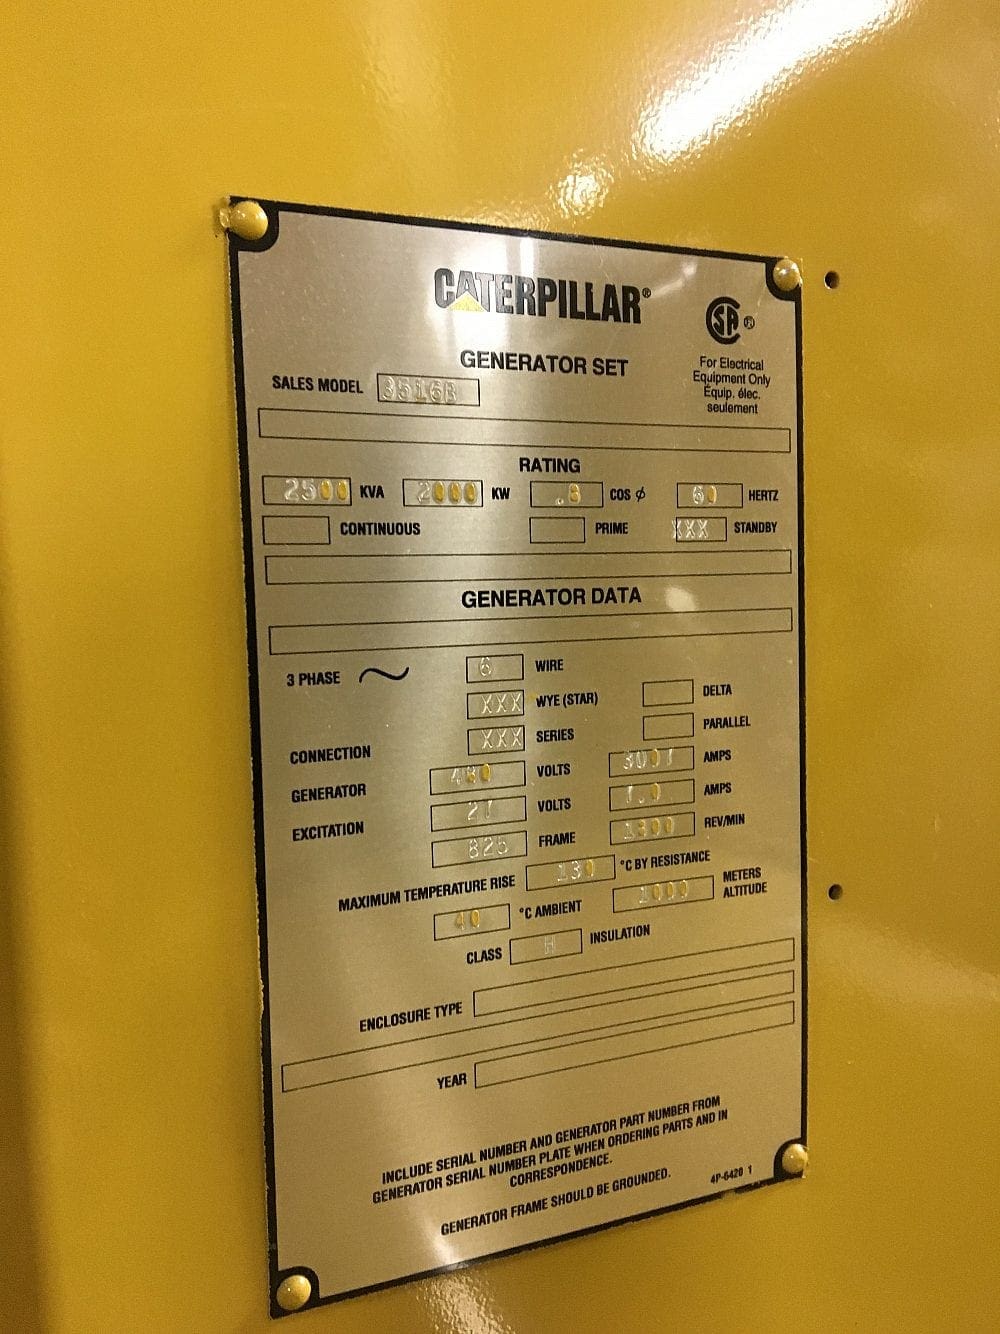 CATERPILLAR®
GENERATOR SET
SALES MODEL 3516B
SA ®
For Electrical
Equipment Only
Équip. élec.
seulement
RATING
2500 KVA 2000 KW .8 COS ϕ 60 HERTZ
CONTINUOUS PRIME XXX STANDBY
GENERATOR DATA
3 PHASE 6 WIRE
XXX WYE (STAR) DELTA
CONNECTION XXX SERIES PARALLEL
GENERATOR 480 VOLTS 3007 AMPS
EXCITATION 27 VOLTS 7.0 AMPS
825 FRAME 1800 REV/MIN
MAXIMUM TEMPERATURE RISE 130 °C BY RESISTANCE
40 °C AMBIENT 1000 METERS ALTITUDE
CLASS H INSULATION
ENCLOSURE TYPE
YEAR
INCLUDE SERIAL NUMBER AND GENERATOR PART NUMBER FROM
GENERATOR SERIAL NUMBER PLATE WHEN ORDERING PARTS AND IN
CORRESPONDENCE.
GENERATOR FRAME SHOULD BE GROUNDED.
4P-6420 1